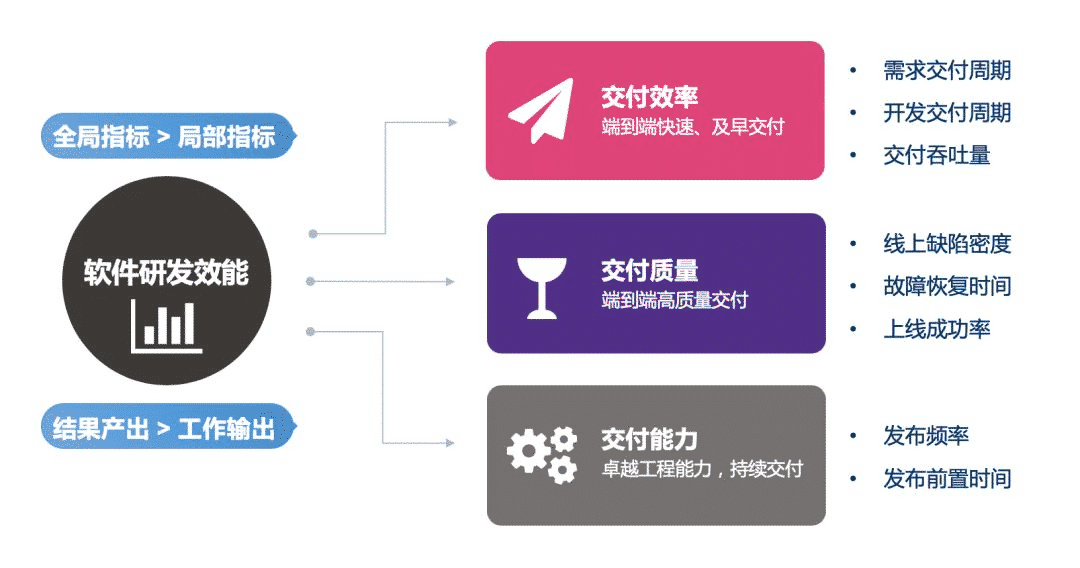 全局指标 > 局部指标
软件研发效能
结果产出 > 工作输出
交付效率
端到端快速、及早交付
• 需求交付周期
• 开发交付周期
• 交付吞吐量
交付质量
端到端高质量交付
• 线上缺陷密度
• 故障恢复时间
• 上线成功率
交付能力
卓越工程能力，持续交付
• 发布频率
• 发布前置时间